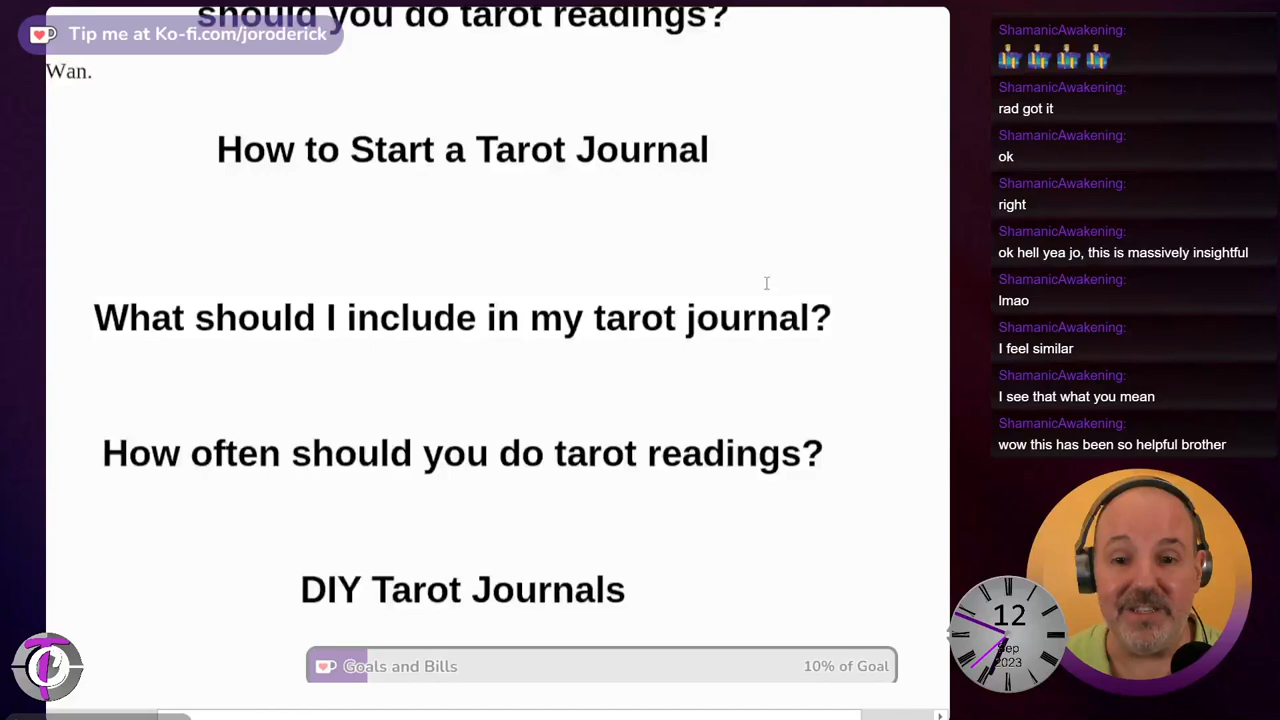 should you do tarot readings?
Tip me at Ko-fi.com/joroderick
Wan.
How to Start a Tarot Journal
What should I include in my tarot journal?
How often should you do tarot readings?
DIY Tarot Journals
Goals and Bills
10% of Goal
ShamanicAwakening:
ShamanicAwakening:
rad got it
ShamanicAwakening:
ok
ShamanicAwakening:
right
ShamanicAwakening:
ok hell yea jo, this is massively insightful
ShamanicAwakening:
lmao
ShamanicAwakening:
I feel similar
ShamanicAwakening:
I see that what you mean
ShamanicAwakening:
wow this has been so helpful brother
12
Sep
2023